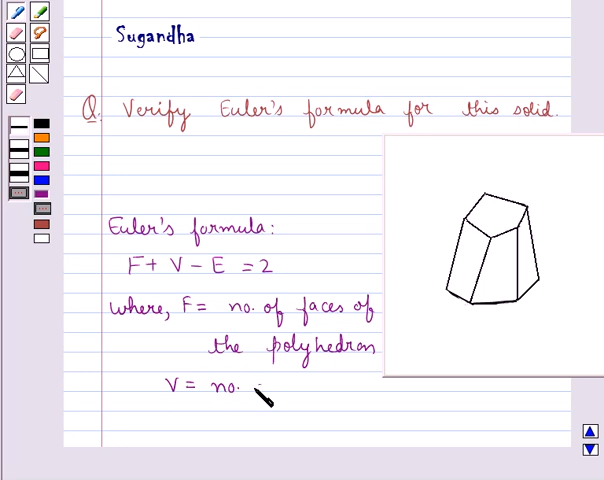 Sugandha
Q. Verify Euler's formula for this solid.
Euler's formula:
F + V - E = 2
where, F = no. of faces of
the polyhedron
V = no.